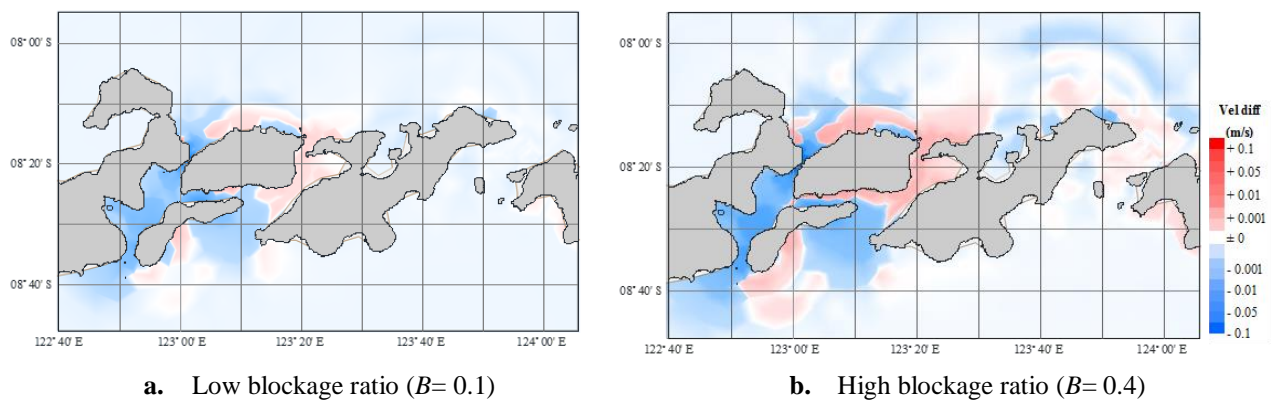 08° 00' S
08° 20' S
08° 40' S
122° 40' E
123° 00' E
123° 20' E
123° 40' E
124° 00' E
08° 00' S
08° 20' S
08° 40' S
122° 40' E
123° 00' E
123° 20' E
123° 40' E
124° 00' E
Vel diff
(m/s)
+ 0.1
+ 0.05
+ 0.01
+ 0.001
± 0
- 0.001
- 0.01
- 0.05
- 0.1
a. Low blockage ratio (B= 0.1)
b. High blockage ratio (B= 0.4)